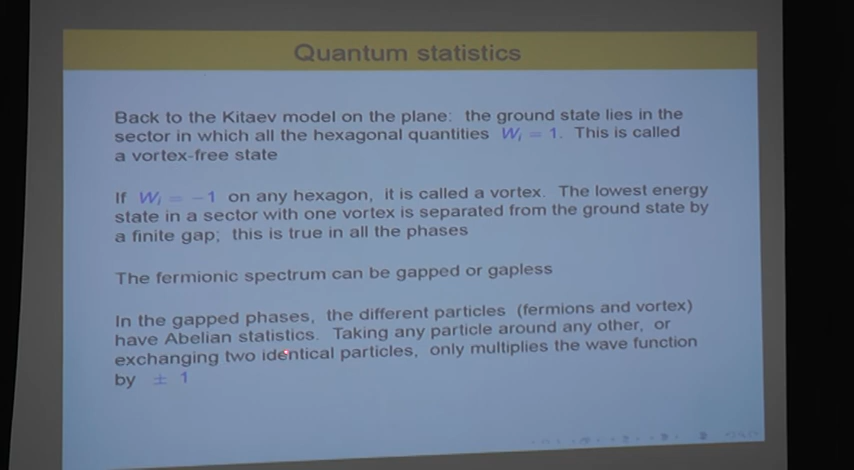 Quantum statistics
Back to the Kitaev model on the plane: the ground state lies in the
sector in which all the hexagonal quantities Wᵢ = 1. This is called
a vortex-free state
If Wᵢ = −1 on any hexagon, it is called a vortex. The lowest energy
state in a sector with one vortex is separated from the ground state by
a finite gap; this is true in all the phases
The fermionic spectrum can be gapped or gapless
In the gapped phases, the different particles (fermions and vortex)
have Abelian statistics. Taking any particle around any other, or
exchanging two identical particles, only multiplies the wave function
by ± 1